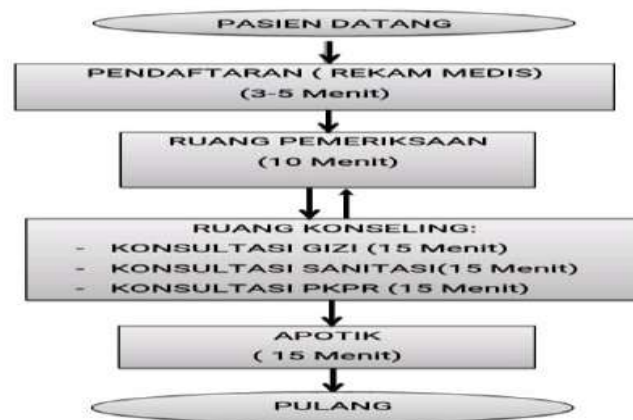 PASIEN DATANG
PENDAFTARAN ( REKAM MEDIS)
(3-5 Menit)
RUANG PEMERIKSAAN
(10 Menit)
RUANG KONSELING:
- KONSULTASI GIZI (15 Menit)
- KONSULTASI SANITASI(15 Menit)
- KONSULTASI PKPR (15 Menit)
APOTIK
( 15 Menit)
PULANG